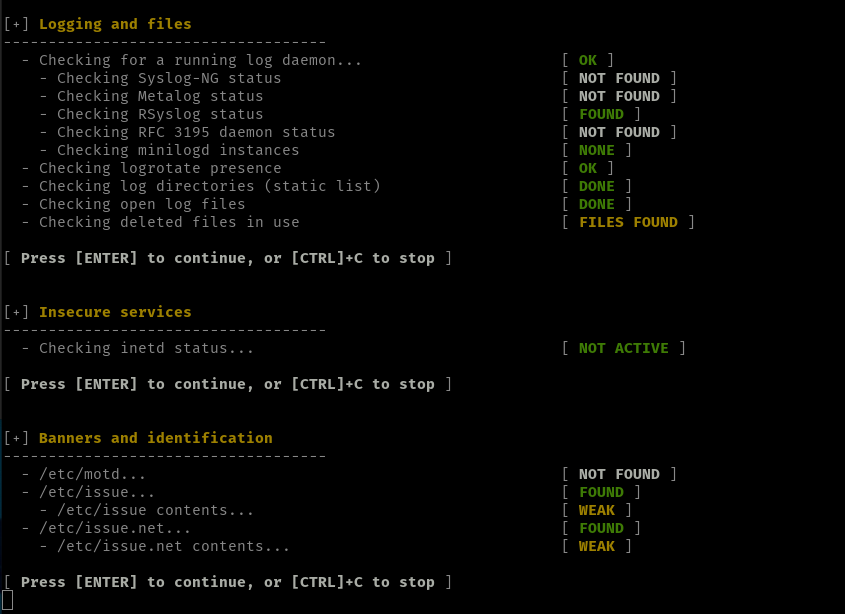 [+] Logging and files
------------------------------------
  - Checking for a running log daemon...                      [ OK ]
    - Checking Syslog-NG status                               [ NOT FOUND ]
    - Checking Metalog status                                 [ NOT FOUND ]
    - Checking RSyslog status                                 [ FOUND ]
    - Checking RFC 3195 daemon status                         [ NOT FOUND ]
    - Checking minilogd instances                             [ NONE ]
  - Checking logrotate presence                               [ OK ]
  - Checking log directories (static list)                    [ DONE ]
  - Checking open log files                                   [ DONE ]
  - Checking deleted files in use                             [ FILES FOUND ]
[ Press [ENTER] to continue, or [CTRL]+C to stop ]
[+] Insecure services
------------------------------------
  - Checking inetd status...                                  [ NOT ACTIVE ]
[ Press [ENTER] to continue, or [CTRL]+C to stop ]
[+] Banners and identification
------------------------------------
  - /etc/motd...                                              [ NOT FOUND ]
  - /etc/issue...                                             [ FOUND ]
    - /etc/issue contents...                                  [ WEAK ]
  - /etc/issue.net...                                         [ FOUND ]
    - /etc/issue.net contents...                              [ WEAK ]
[ Press [ENTER] to continue, or [CTRL]+C to stop ]